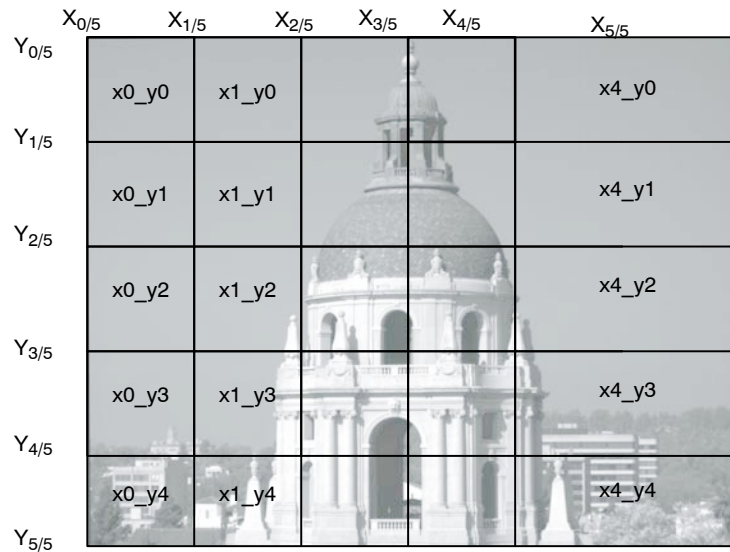 X0/5 X1/5 X2/5 X3/5 X4/5 X5/5
Y0/5
x0_y0 x1_y0 x4_y0
Y1/5
x0_y1 x1_y1 x4_y1
Y2/5
x0_y2 x1_y2 x4_y2
Y3/5
x0_y3 x1_y3 x4_y3
Y4/5
x0_y4 x1_y4 x4_y4
Y5/5